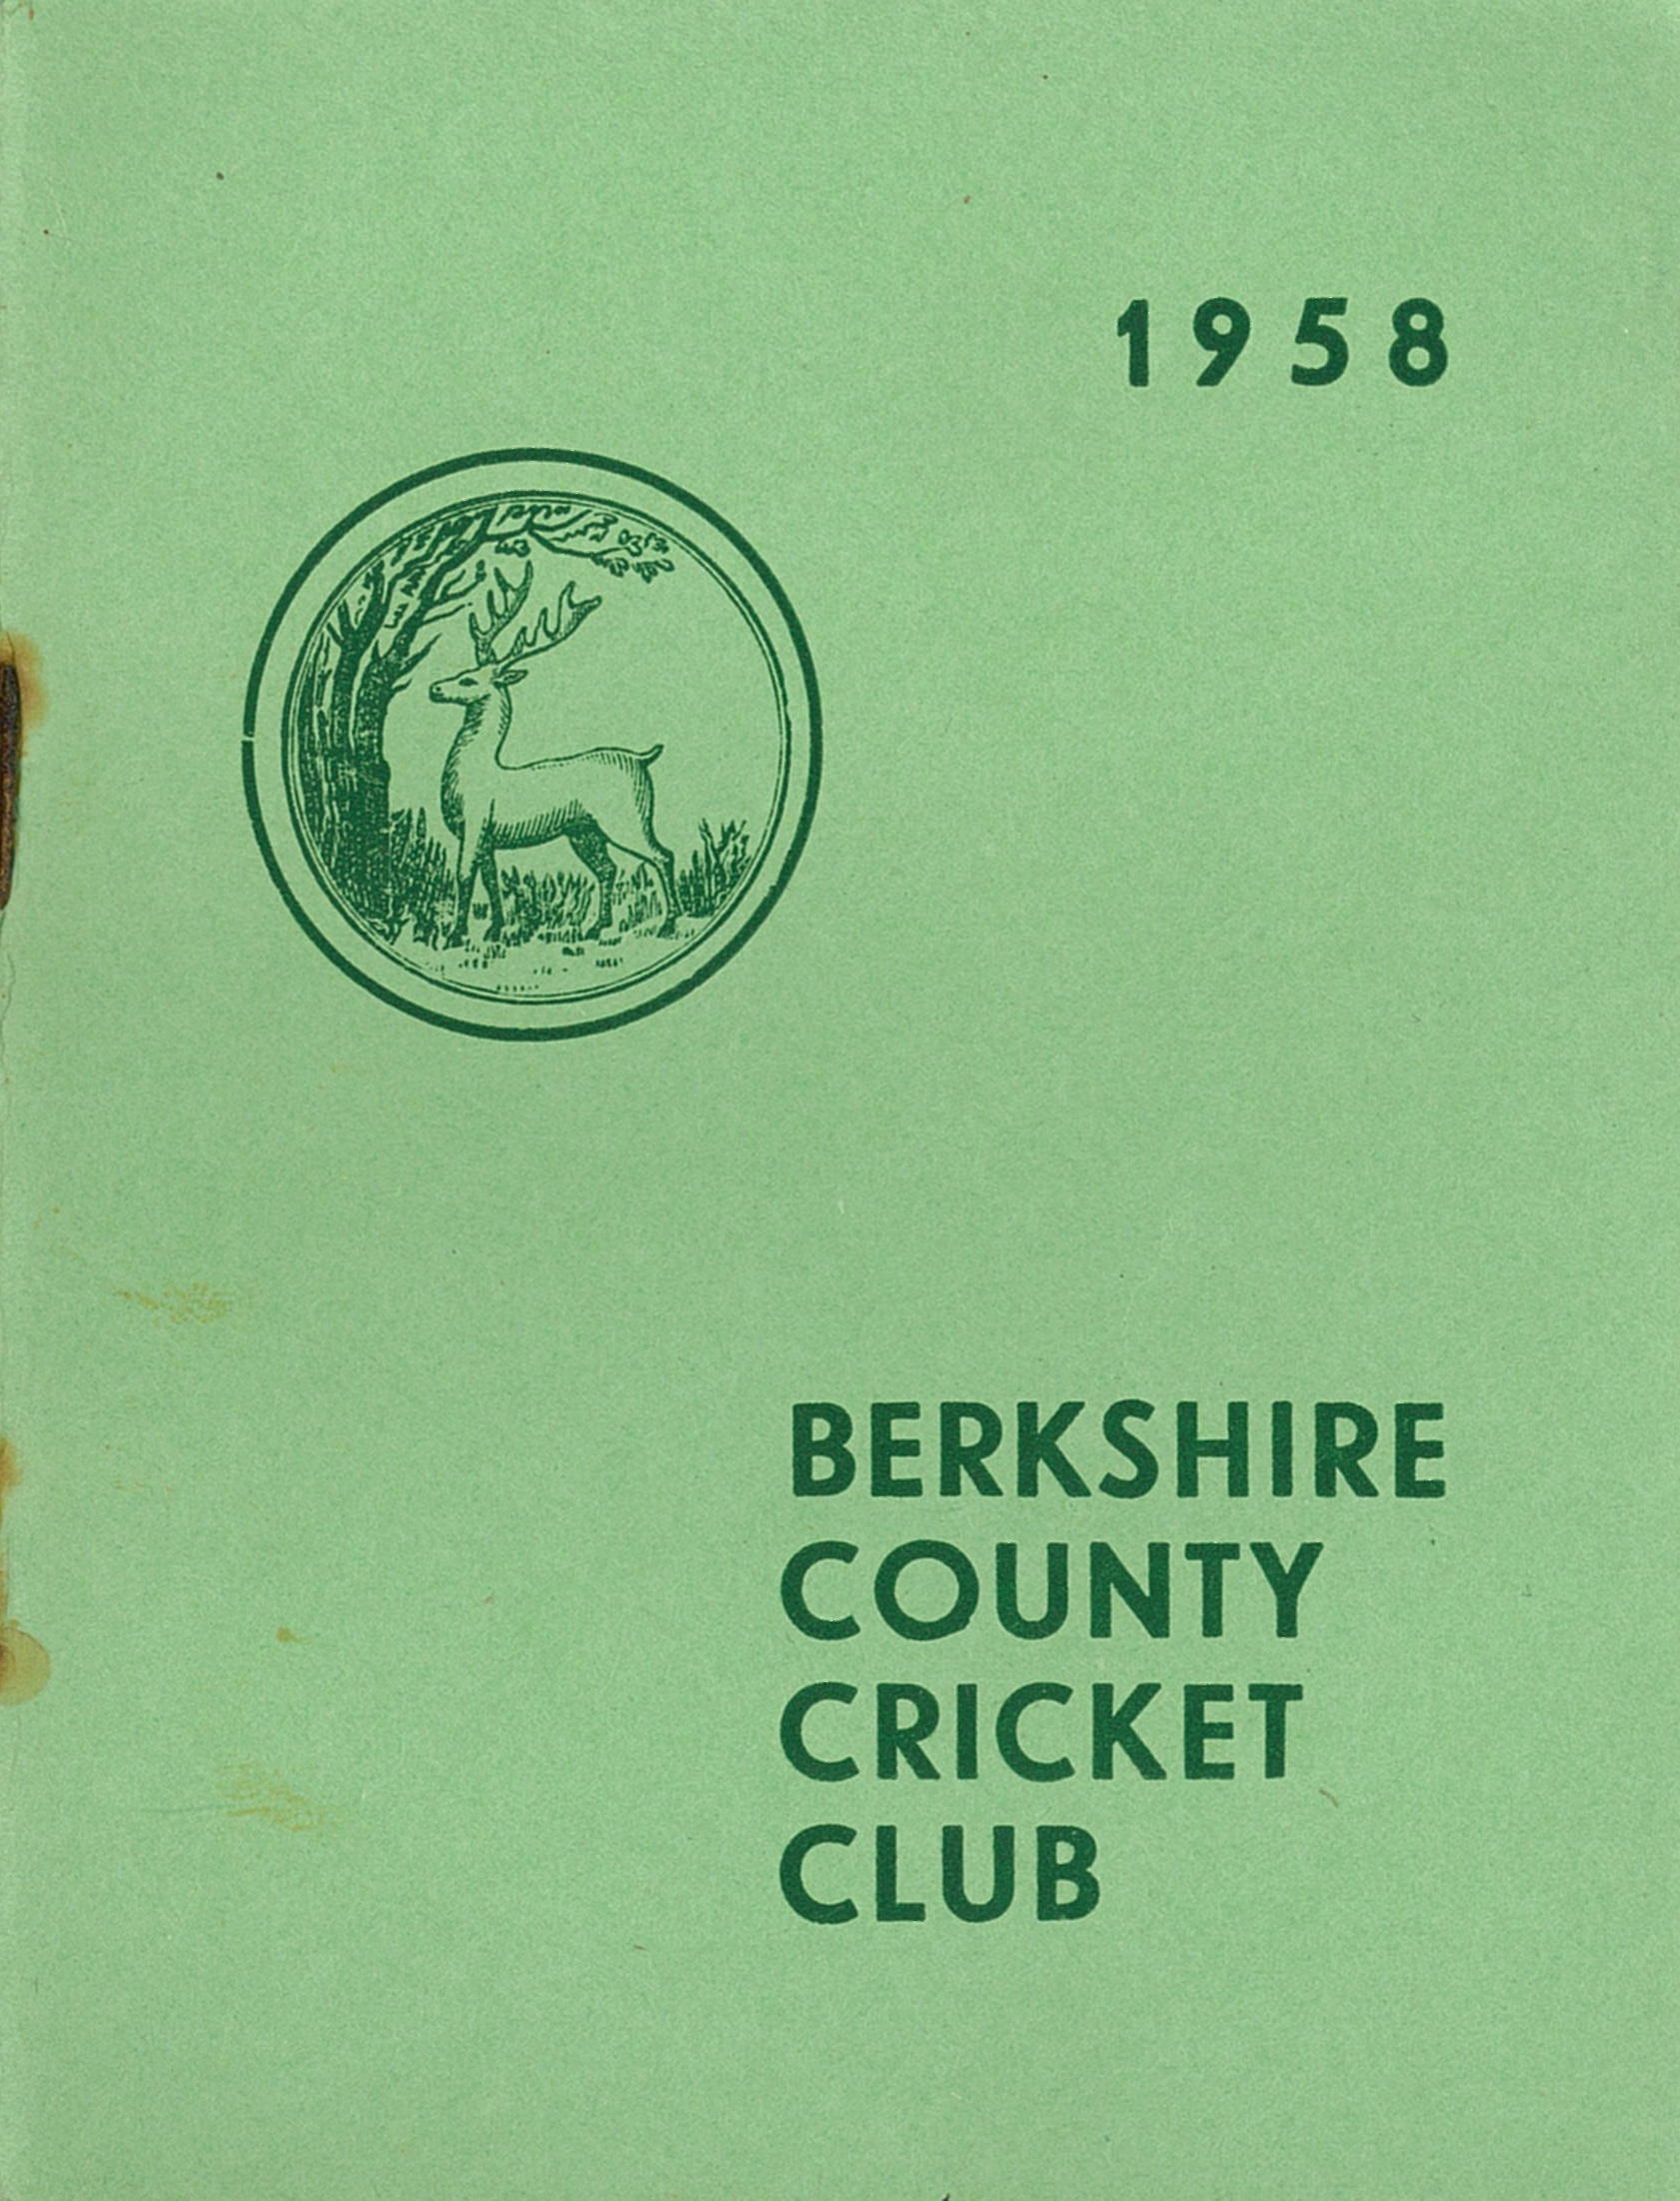 1958
BERKSHIRE
COUNTY
CRICKET
CLUB